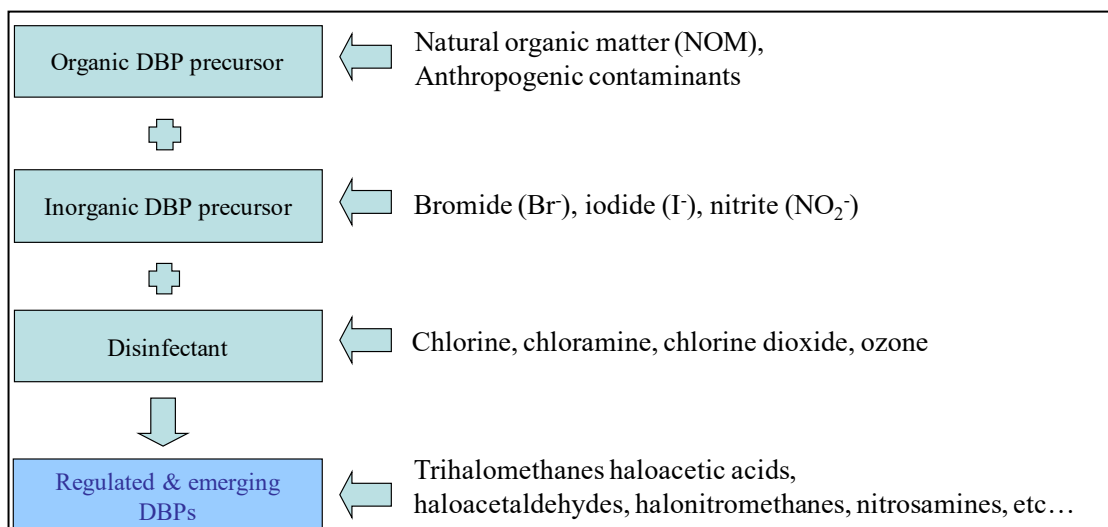 Organic DBP precursor
Natural organic matter (NOM),
Anthropogenic contaminants
Inorganic DBP precursor
Bromide (Br⁻), iodide (I⁻), nitrite (NO₂⁻)
Disinfectant
Chlorine, chloramine, chlorine dioxide, ozone
Regulated & emerging
DBPs
Trihalomethanes haloacetic acids,
haloacetaldehydes, halonitromethanes, nitrosamines, etc…